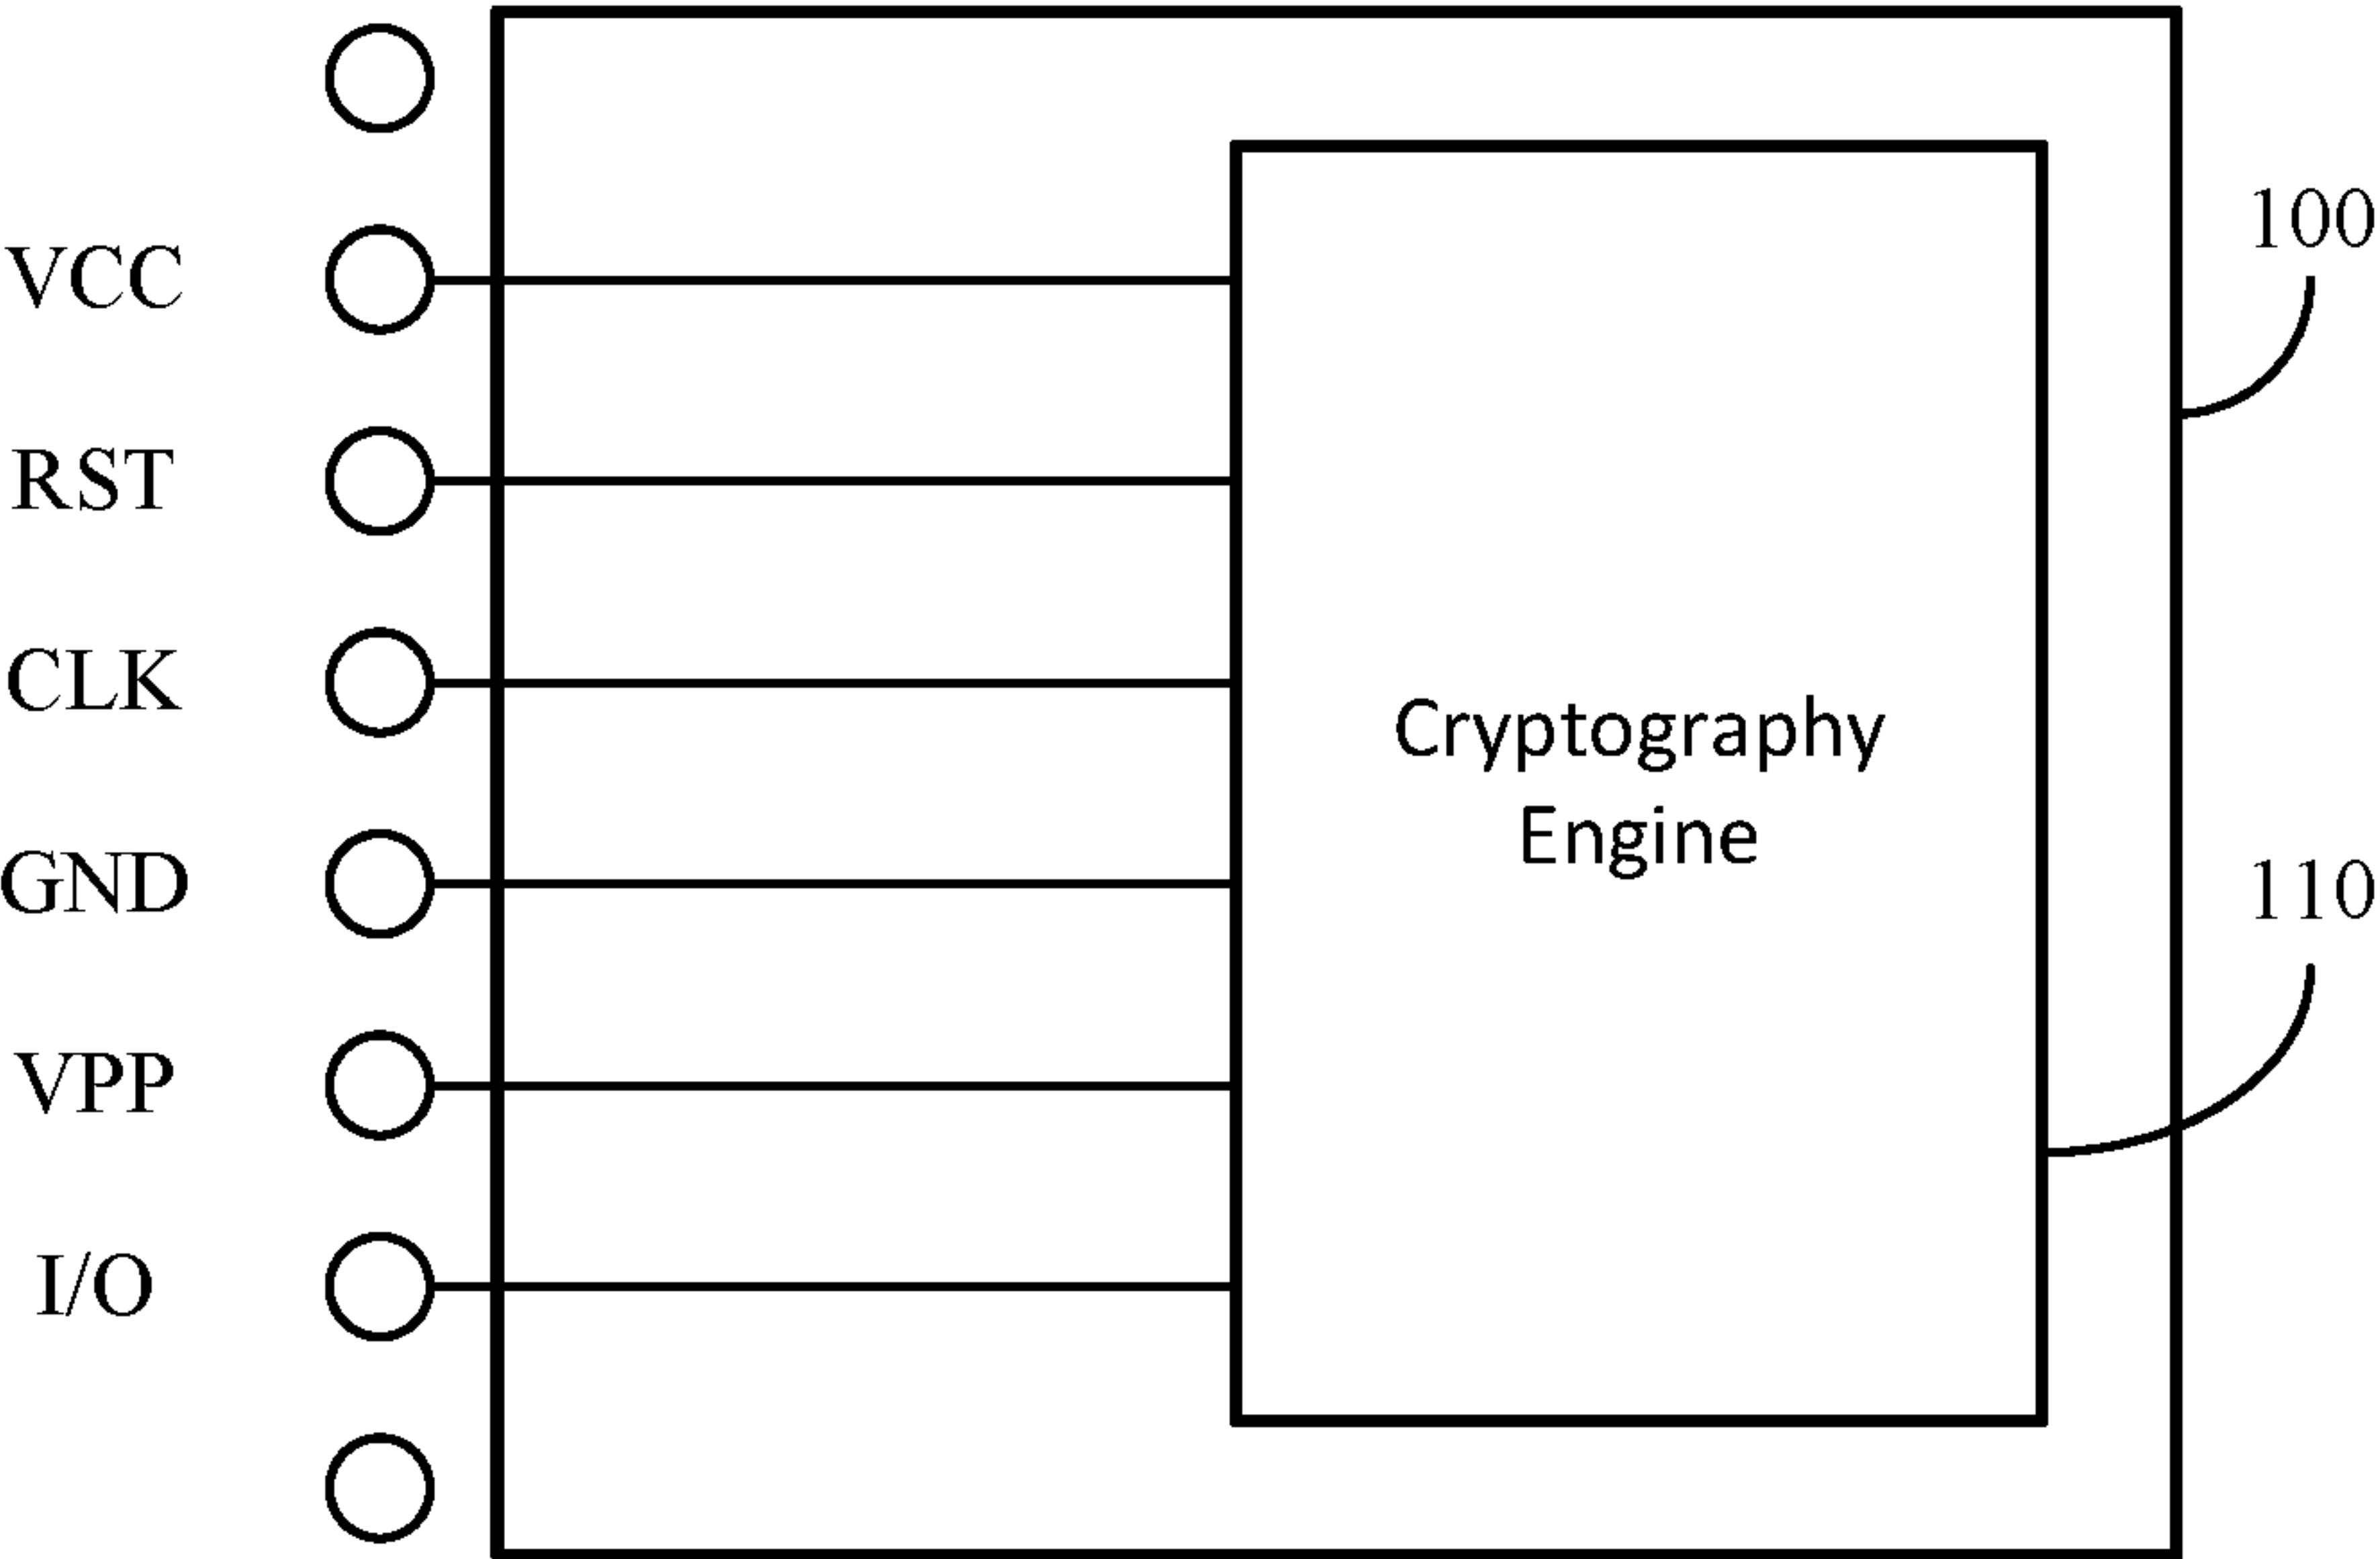 100
VCC
RST
CLK
Cryptography
Engine
GND
110
VPP
I/O